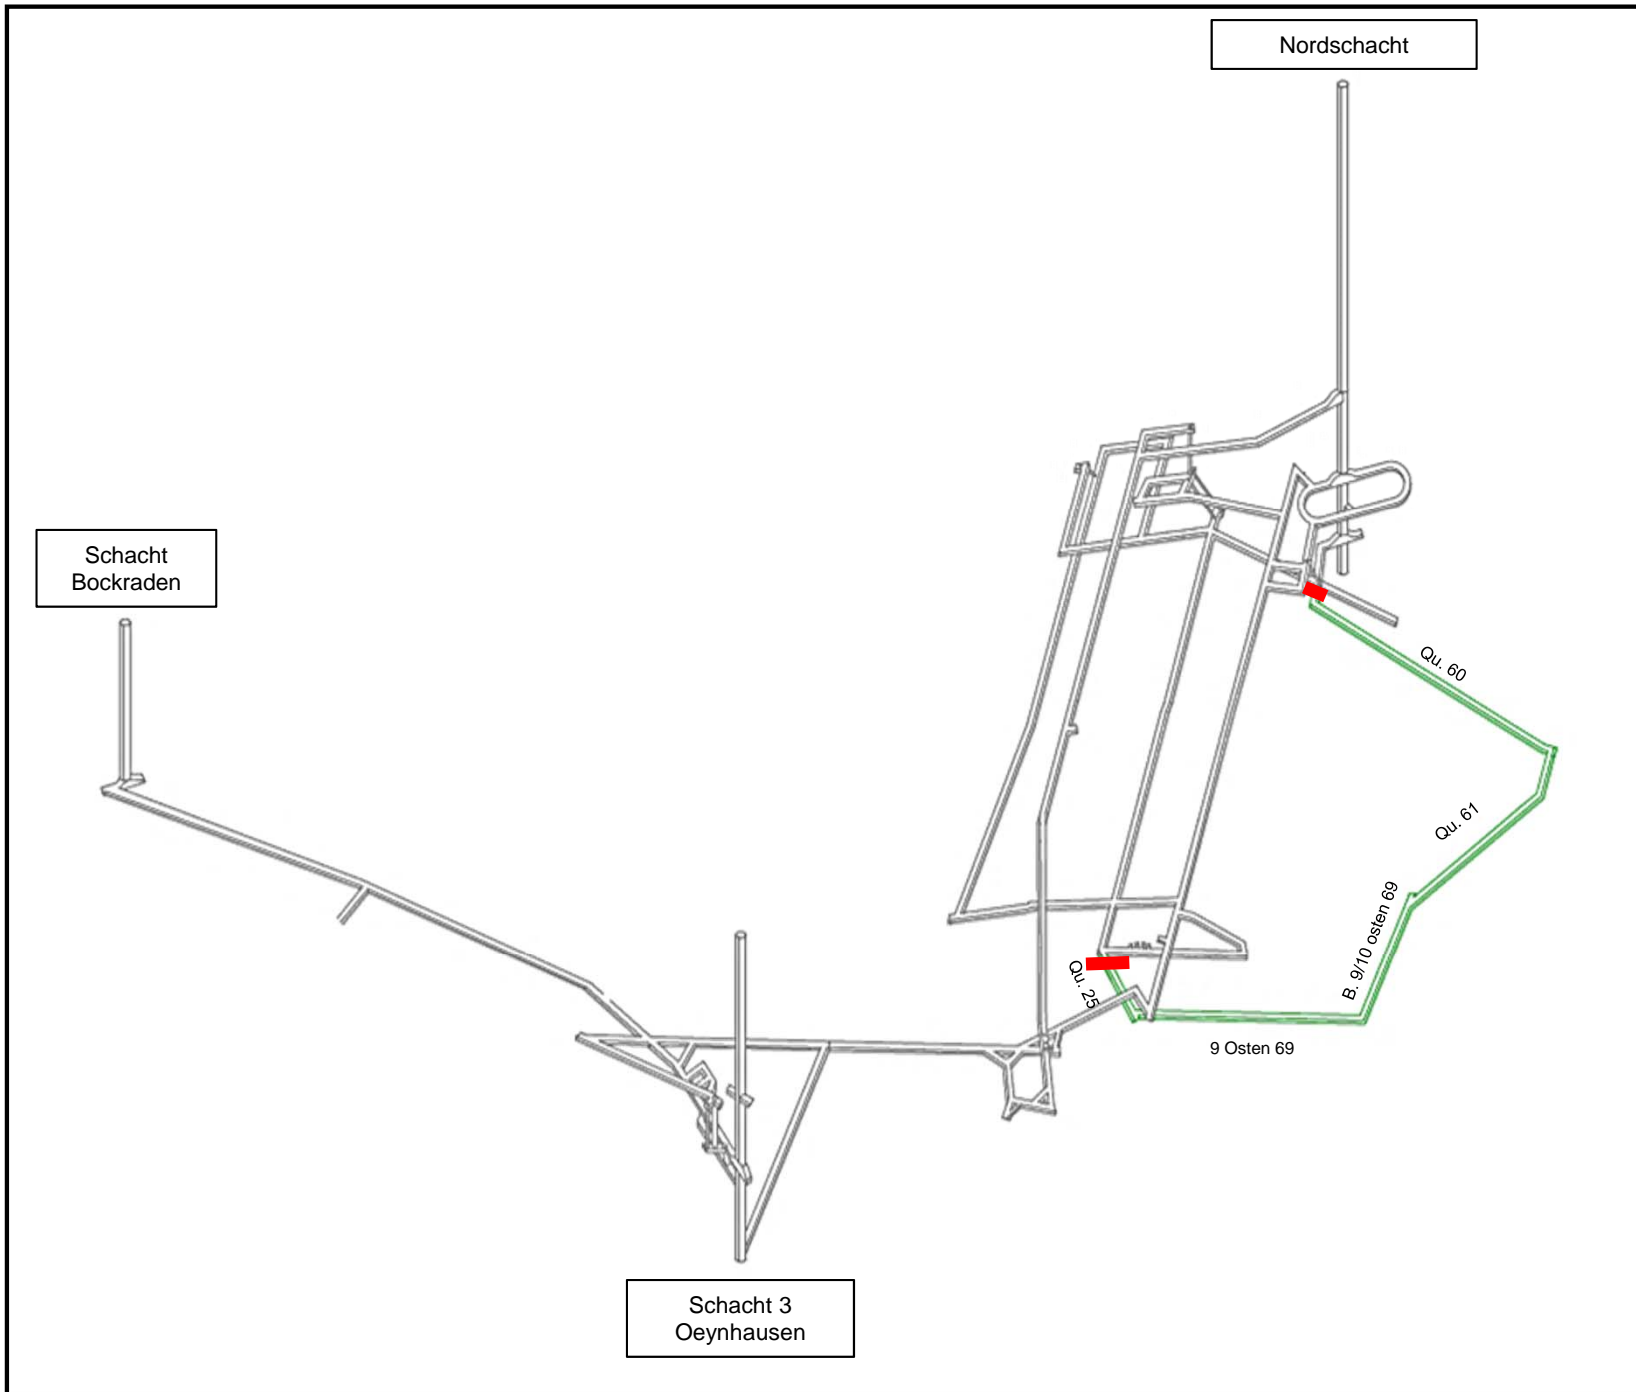 Nordschacht
Schacht
Bockraden
Qu. 60
Qu. 61
B. 9/10 osten 69
Qu. 25
9 Osten 69
Schacht 3
Oeynhausen